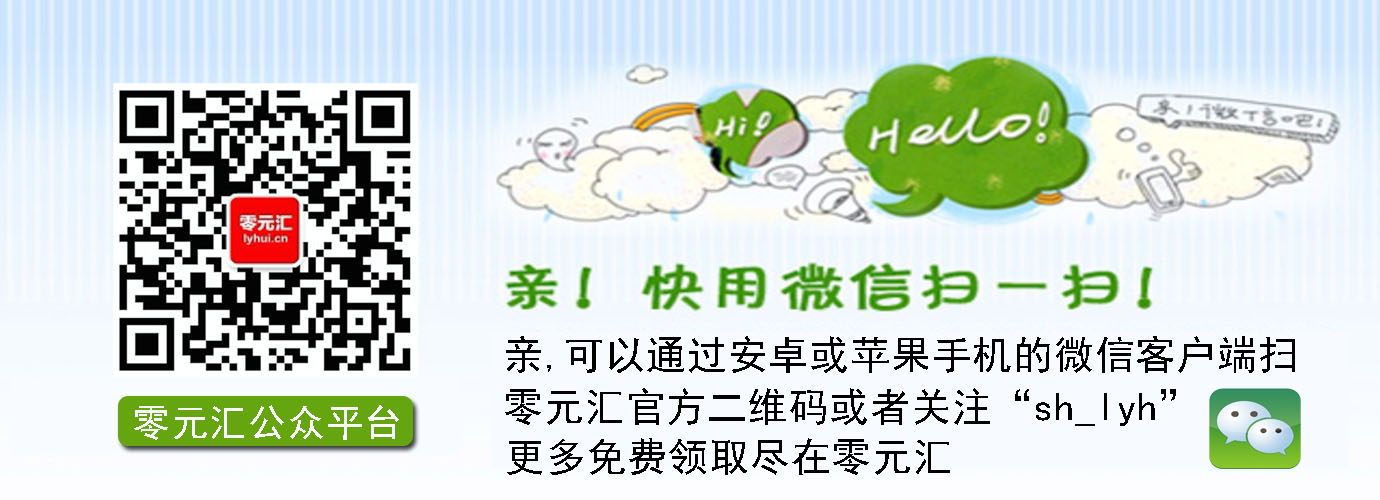 零元汇
lyhui.cn
零元汇公众平台
Hi!
Hello!
亲!微信吧!
亲! 快用微信扫一扫!
亲,可以通过安卓或苹果手机的微信客户端扫
零元汇官方二维码或者关注“sh_lyh”
更多免费领取尽在零元汇